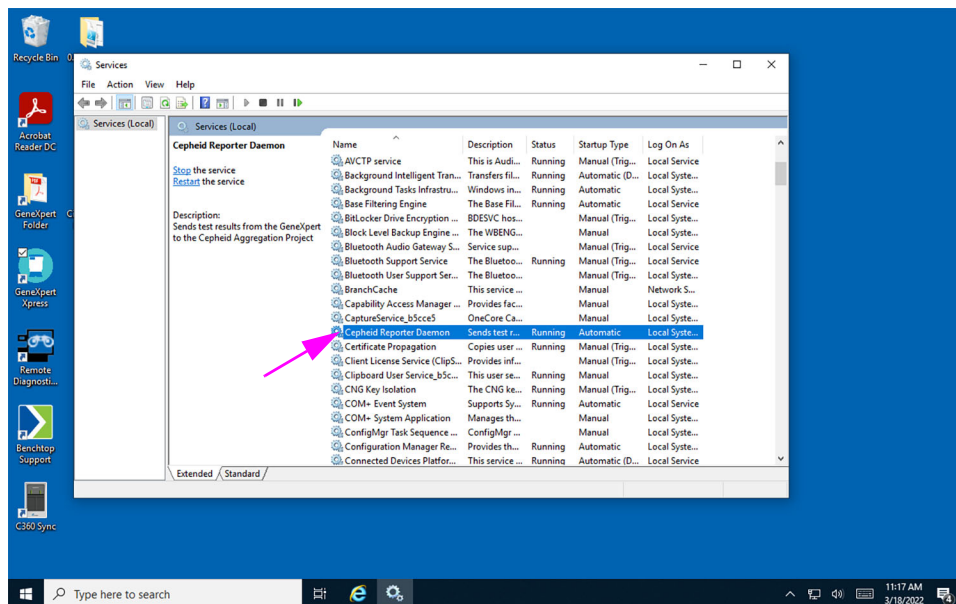 Recycle Bin
0.
Acrobat
Reader DC
GeneXpert
Folder
C
GeneXpert
Xpress
Remote
Diagnosti...
Benchtop
Support
C360 Sync
Services
File Action View Help
Services (Local)
Services (Local)
Cepheid Reporter Daemon
Stop the service
Restart the service
Description:
Sends test results from the GeneXpert
to the Cepheid Aggregation Project
Name Description Status Startup Type Log On As
AVCTP service This is Audi... Running Manual (Trig... Local Service
Background Intelligent Tran... Transfers fil... Running Automatic (D... Local Syste...
Background Tasks Infrastru... Windows in... Running Automatic Local Syste...
Base Filtering Engine The Base Fil... Running Automatic Local Service
BitLocker Drive Encryption ... BDESVC hos... Manual (Trig... Local Syste...
Block Level Backup Engine ... The WBENG... Manual Local Syste...
Bluetooth Audio Gateway S... Service sup... Manual (Trig... Local Service
Bluetooth Support Service The Bluetoo... Running Manual (Trig... Local Service
Bluetooth User Support Ser... The Bluetoo... Manual (Trig... Local Syste...
BranchCache This service ... Manual Network S...
Capability Access Manager ... Provides fac... Manual Local Syste...
CaptureService_b5cce5 OneCore Ca... Manual Local Syste...
Cepheid Reporter Daemon Sends test r... Running Automatic Local Syste...
Certificate Propagation Copies user ... Running Manual (Trig... Local Syste...
Client License Service (ClipS... Provides inf... Manual (Trig... Local Syste...
Clipboard User Service_b5c... This user se... Running Manual Local Syste...
CNG Key Isolation The CNG ke... Running Manual (Trig... Local Syste...
COM+ Event System Supports Sy... Running Automatic Local Service
COM+ System Application Manages th... Manual Local Syste...
ConfigMgr Task Sequence ... ConfigMgr ... Manual Local Syste...
Configuration Manager Re... Provides th... Running Automatic Local Syste...
Connected Devices Platfor... This service ... Running Automatic (D... Local Service
Extended Standard
Type here to search
11:17 AM
3/18/2022
4